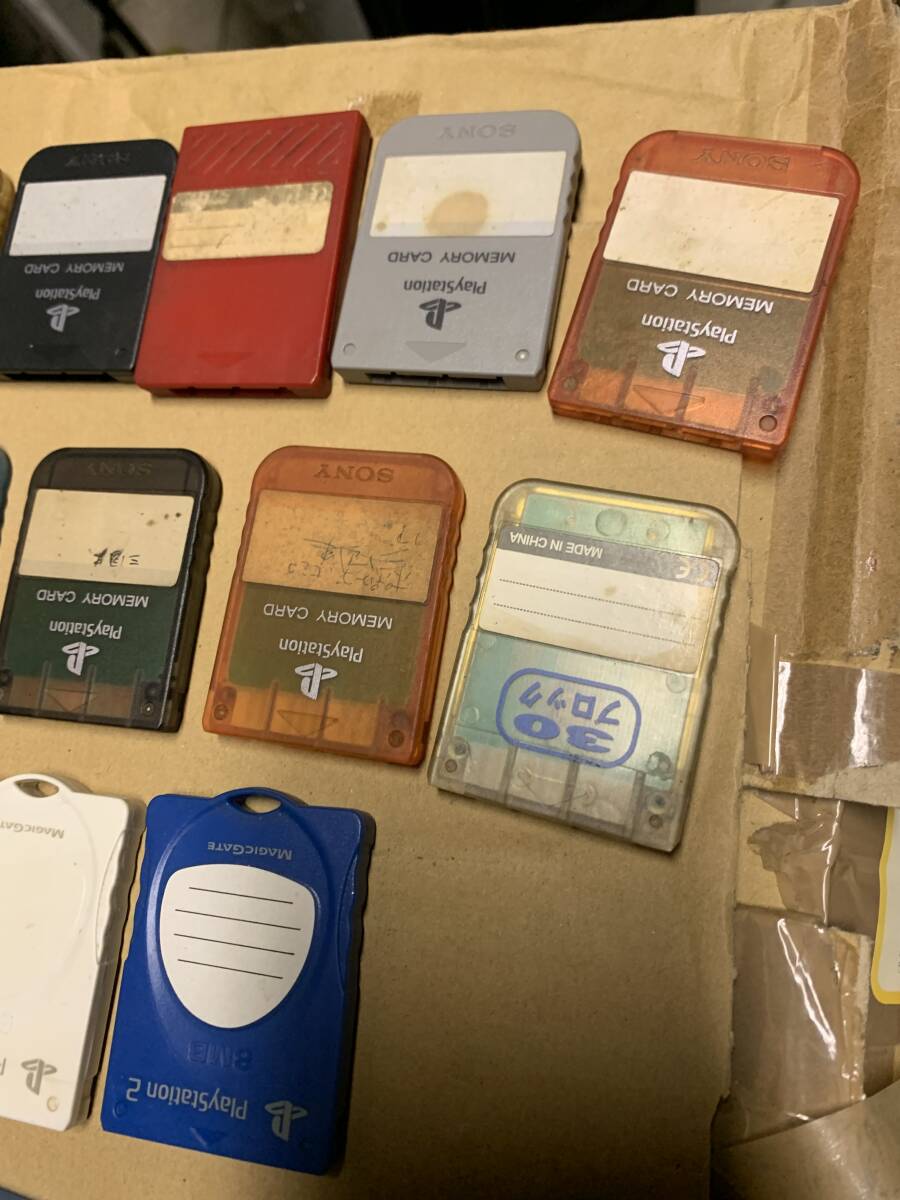 SONY
MEMORY CARD
PlayStation
SONY
MEMORY CARD
PlayStation
SONY
MEMORY CARD
PlayStation
SONY
MEMORY CARD
PlayStation
SONY
MEMORY CARD
PlayStation
MADE IN CHINA
CE
30
ブロック
MAGICGATE
MAGICGATE
8MB
PlayStation 2